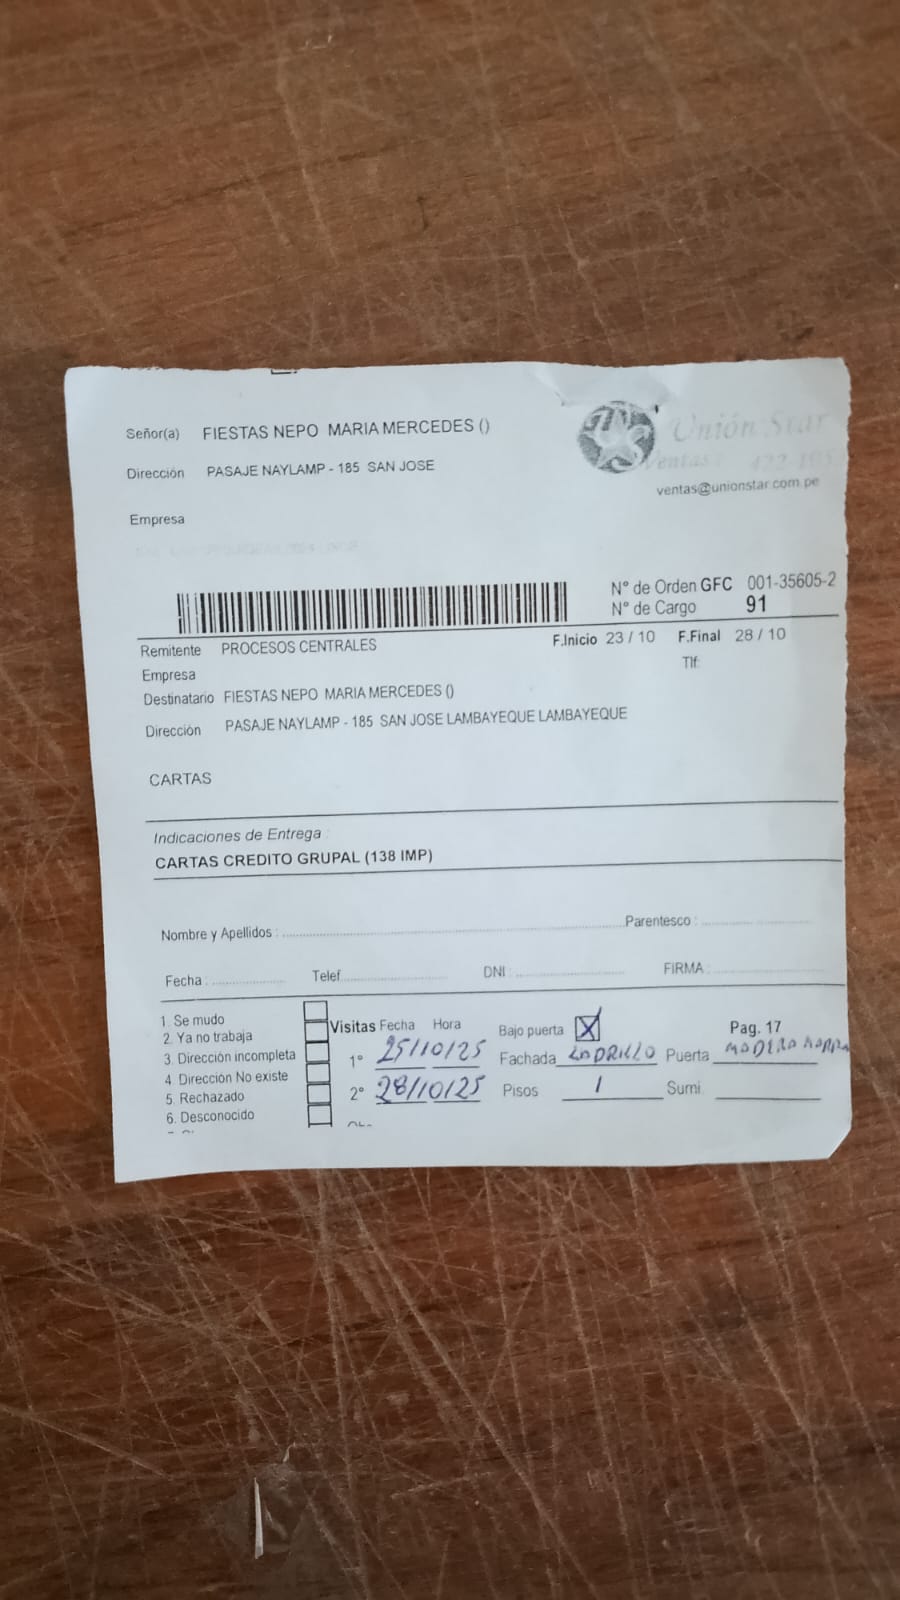 Señor(a) FIESTAS NEPO MARIA MERCEDES ()
Unión Star
Dirección PASAJE NAYLAMP - 185 SAN JOSE
Ventas:
ventas@unionstar.com.pe
Empresa
N° de Orden GFC 001-35605-2
N° de Cargo 91
Remitente PROCESOS CENTRALES F.Inicio 23 / 10 F.Final 28 / 10
Empresa Tlf:
Destinatario FIESTAS NEPO MARIA MERCEDES ()
Dirección PASAJE NAYLAMP - 185 SAN JOSE LAMBAYEQUE LAMBAYEQUE
CARTAS
Indicaciones de Entrega :
CARTAS CREDITO GRUPAL (138 IMP)
Nombre y Apellidos : Parentesco :
Fecha : Telef. DNI : FIRMA :
1. Se mudo
2. Ya no trabaja
3. Dirección incompleta
4. Dirección No existe
5. Rechazado
6. Desconocido
Visitas Fecha Hora Bajo puerta X Pag. 17
1° 25/10/25 Fachada LADRILLO Puerta MADERA
2° 28/10/25 Pisos 1 Sumi.